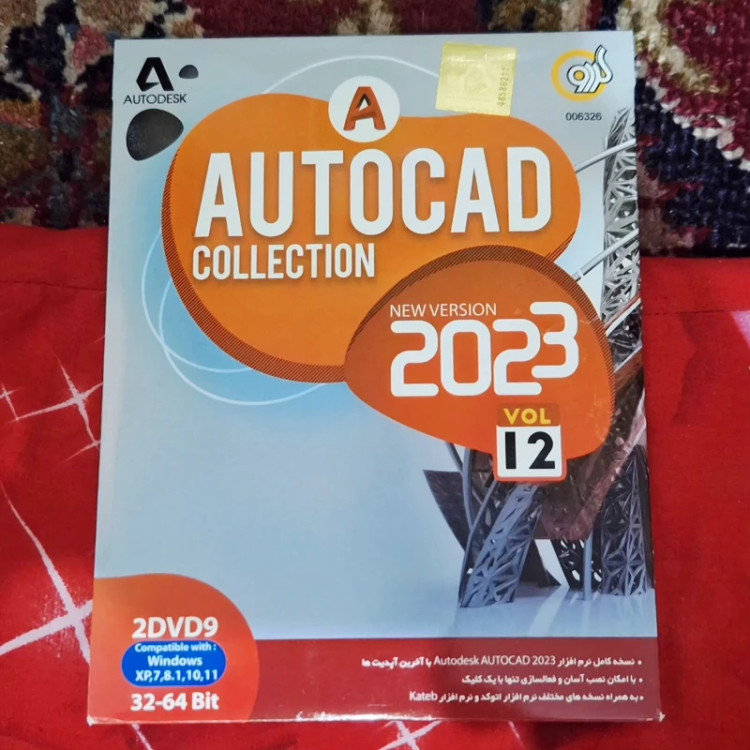 AUTODESK
A
گردو
006326
AUTOCAD
COLLECTION
NEW VERSION
2023
VOL
12
2DVD9
Compatible with :
Windows
XP,7,8.1,10,11
32-64 Bit
• نسخه کامل نرم افزار Autodesk AUTOCAD 2023 با آخرین آپدیت ها
• با امکان نصب آسان و فعالسازی تنها با یک کلیک
• به همراه نسخه های مختلف نرم افزار اتوکد و نرم افزار Kateb